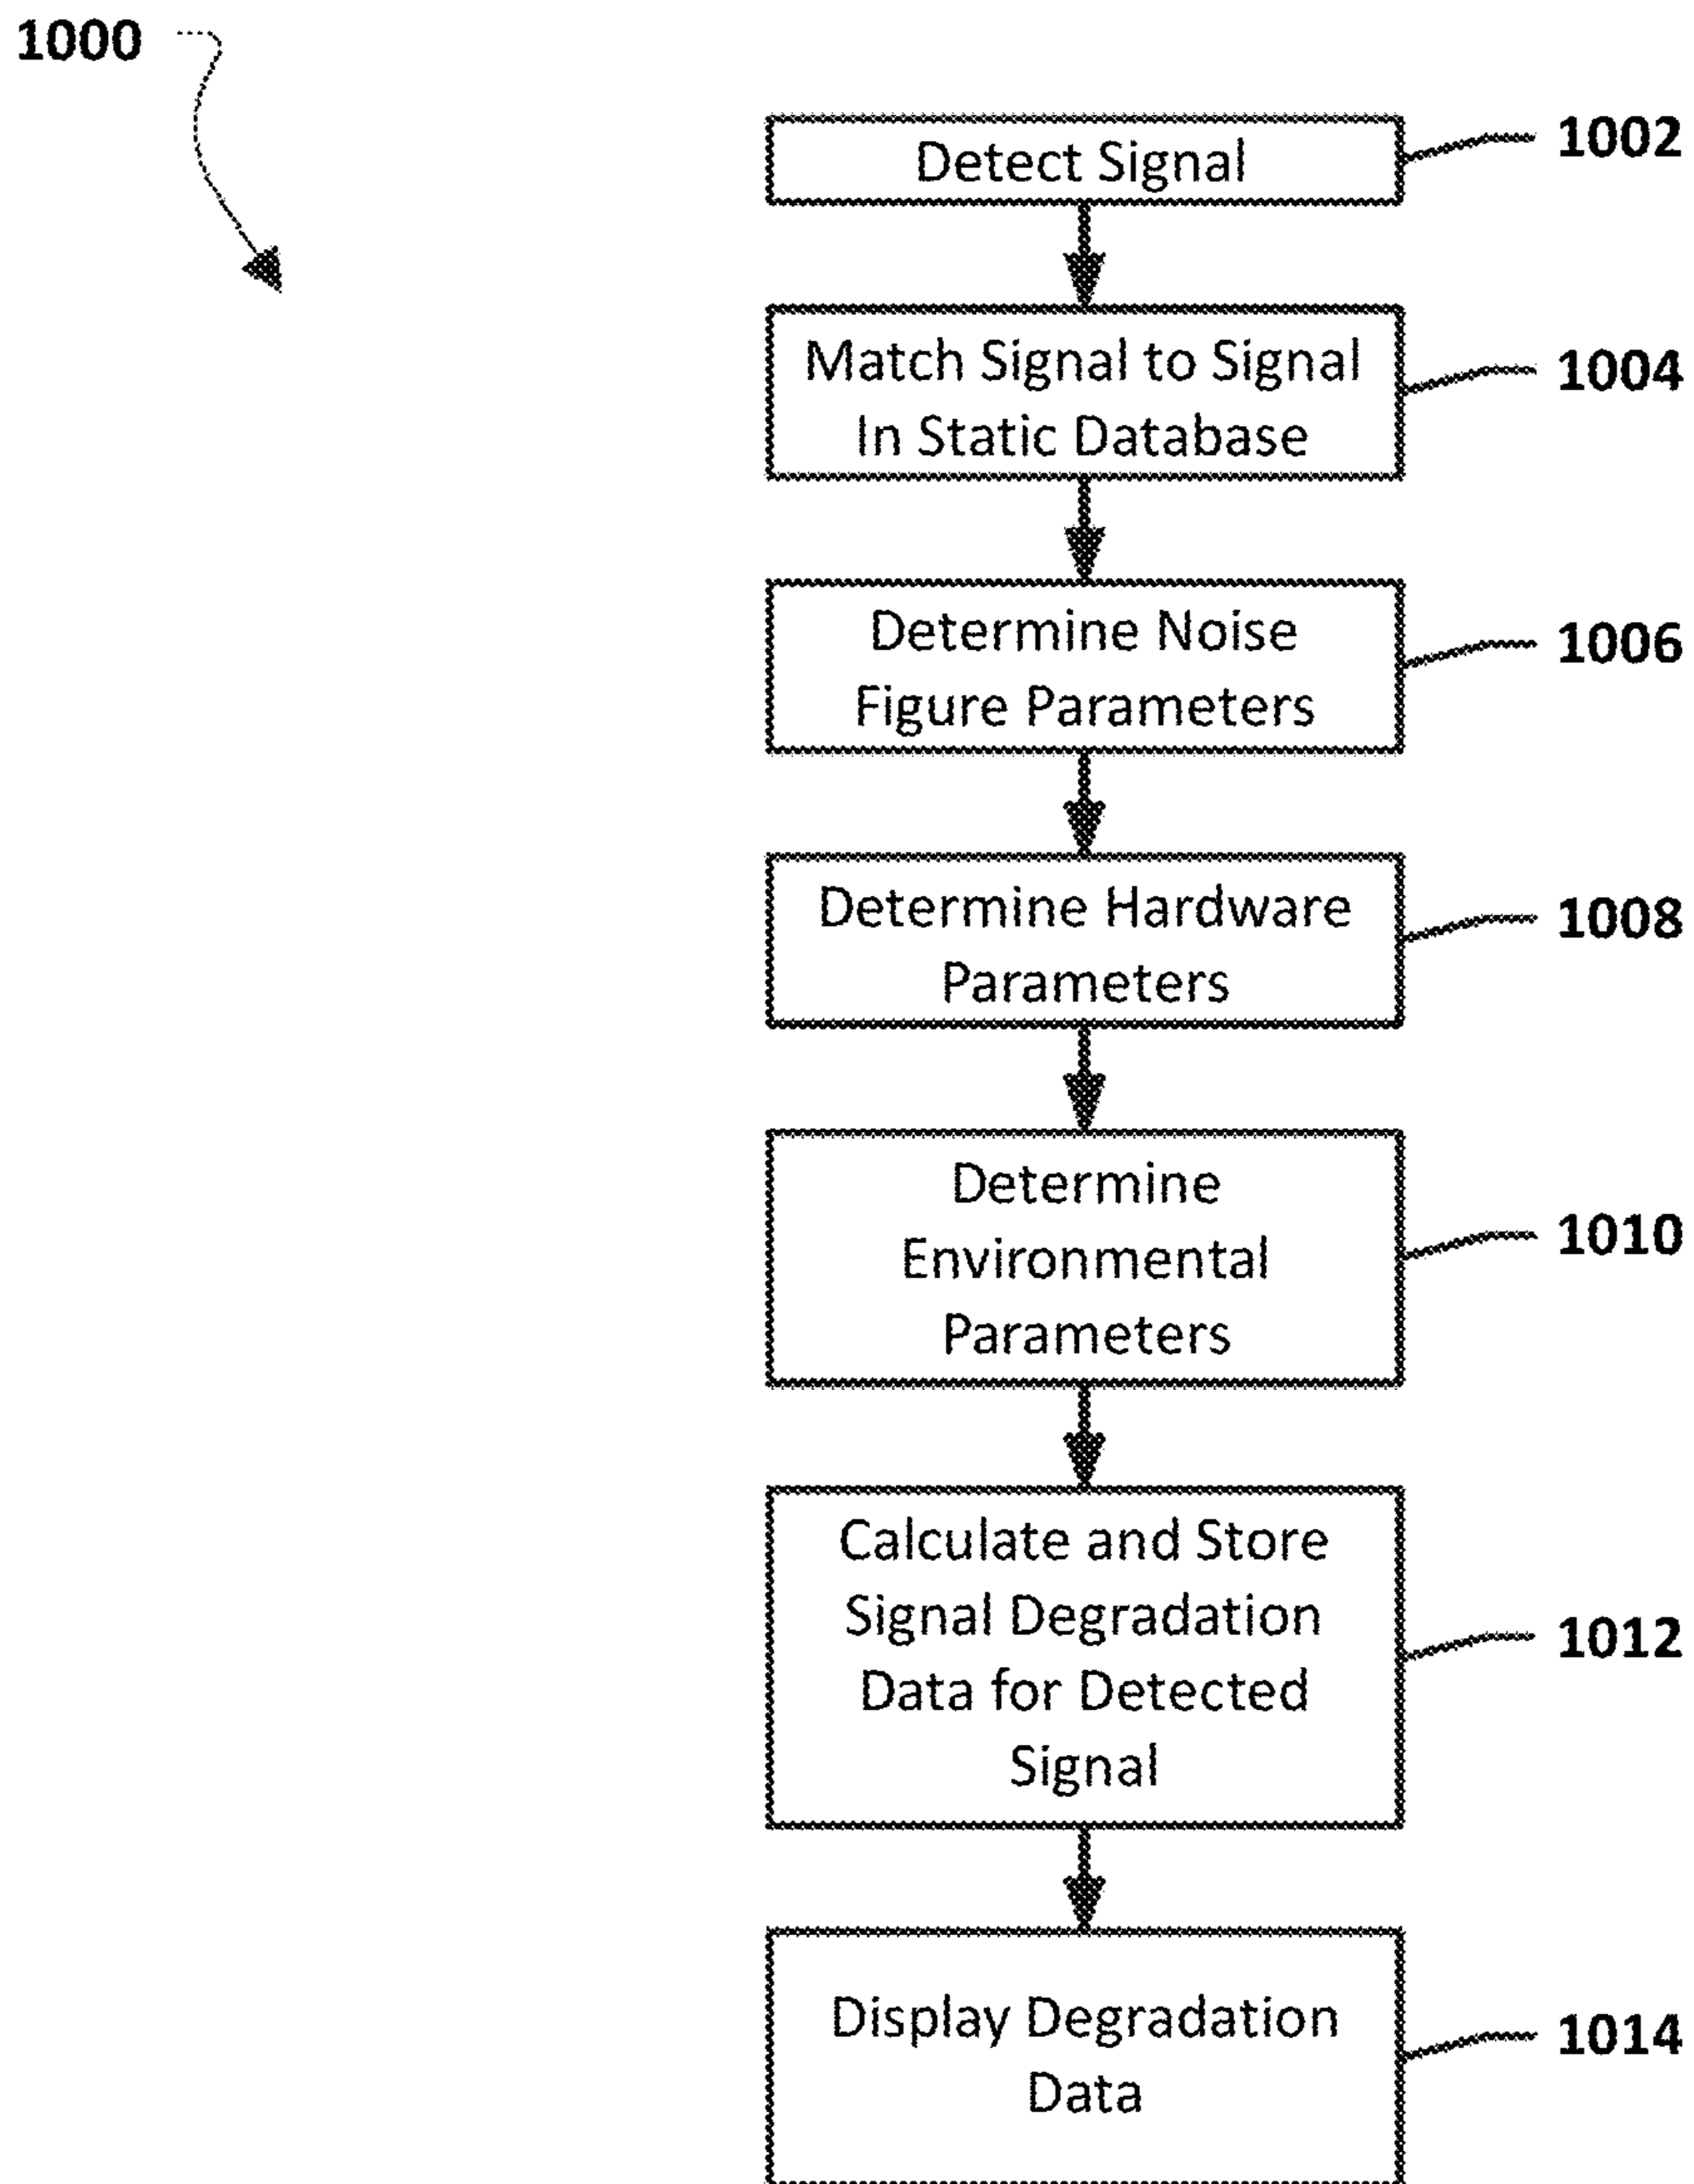 1000
Detect Signal
1002
Match Signal to Signal
In Static Database
1004
Determine Noise
Figure Parameters
1006
Determine Hardware
Parameters
1008
Determine
Environmental
Parameters
1010
Calculate and Store
Signal Degradation
Data for Detected
Signal
1012
Display Degradation
Data
1014